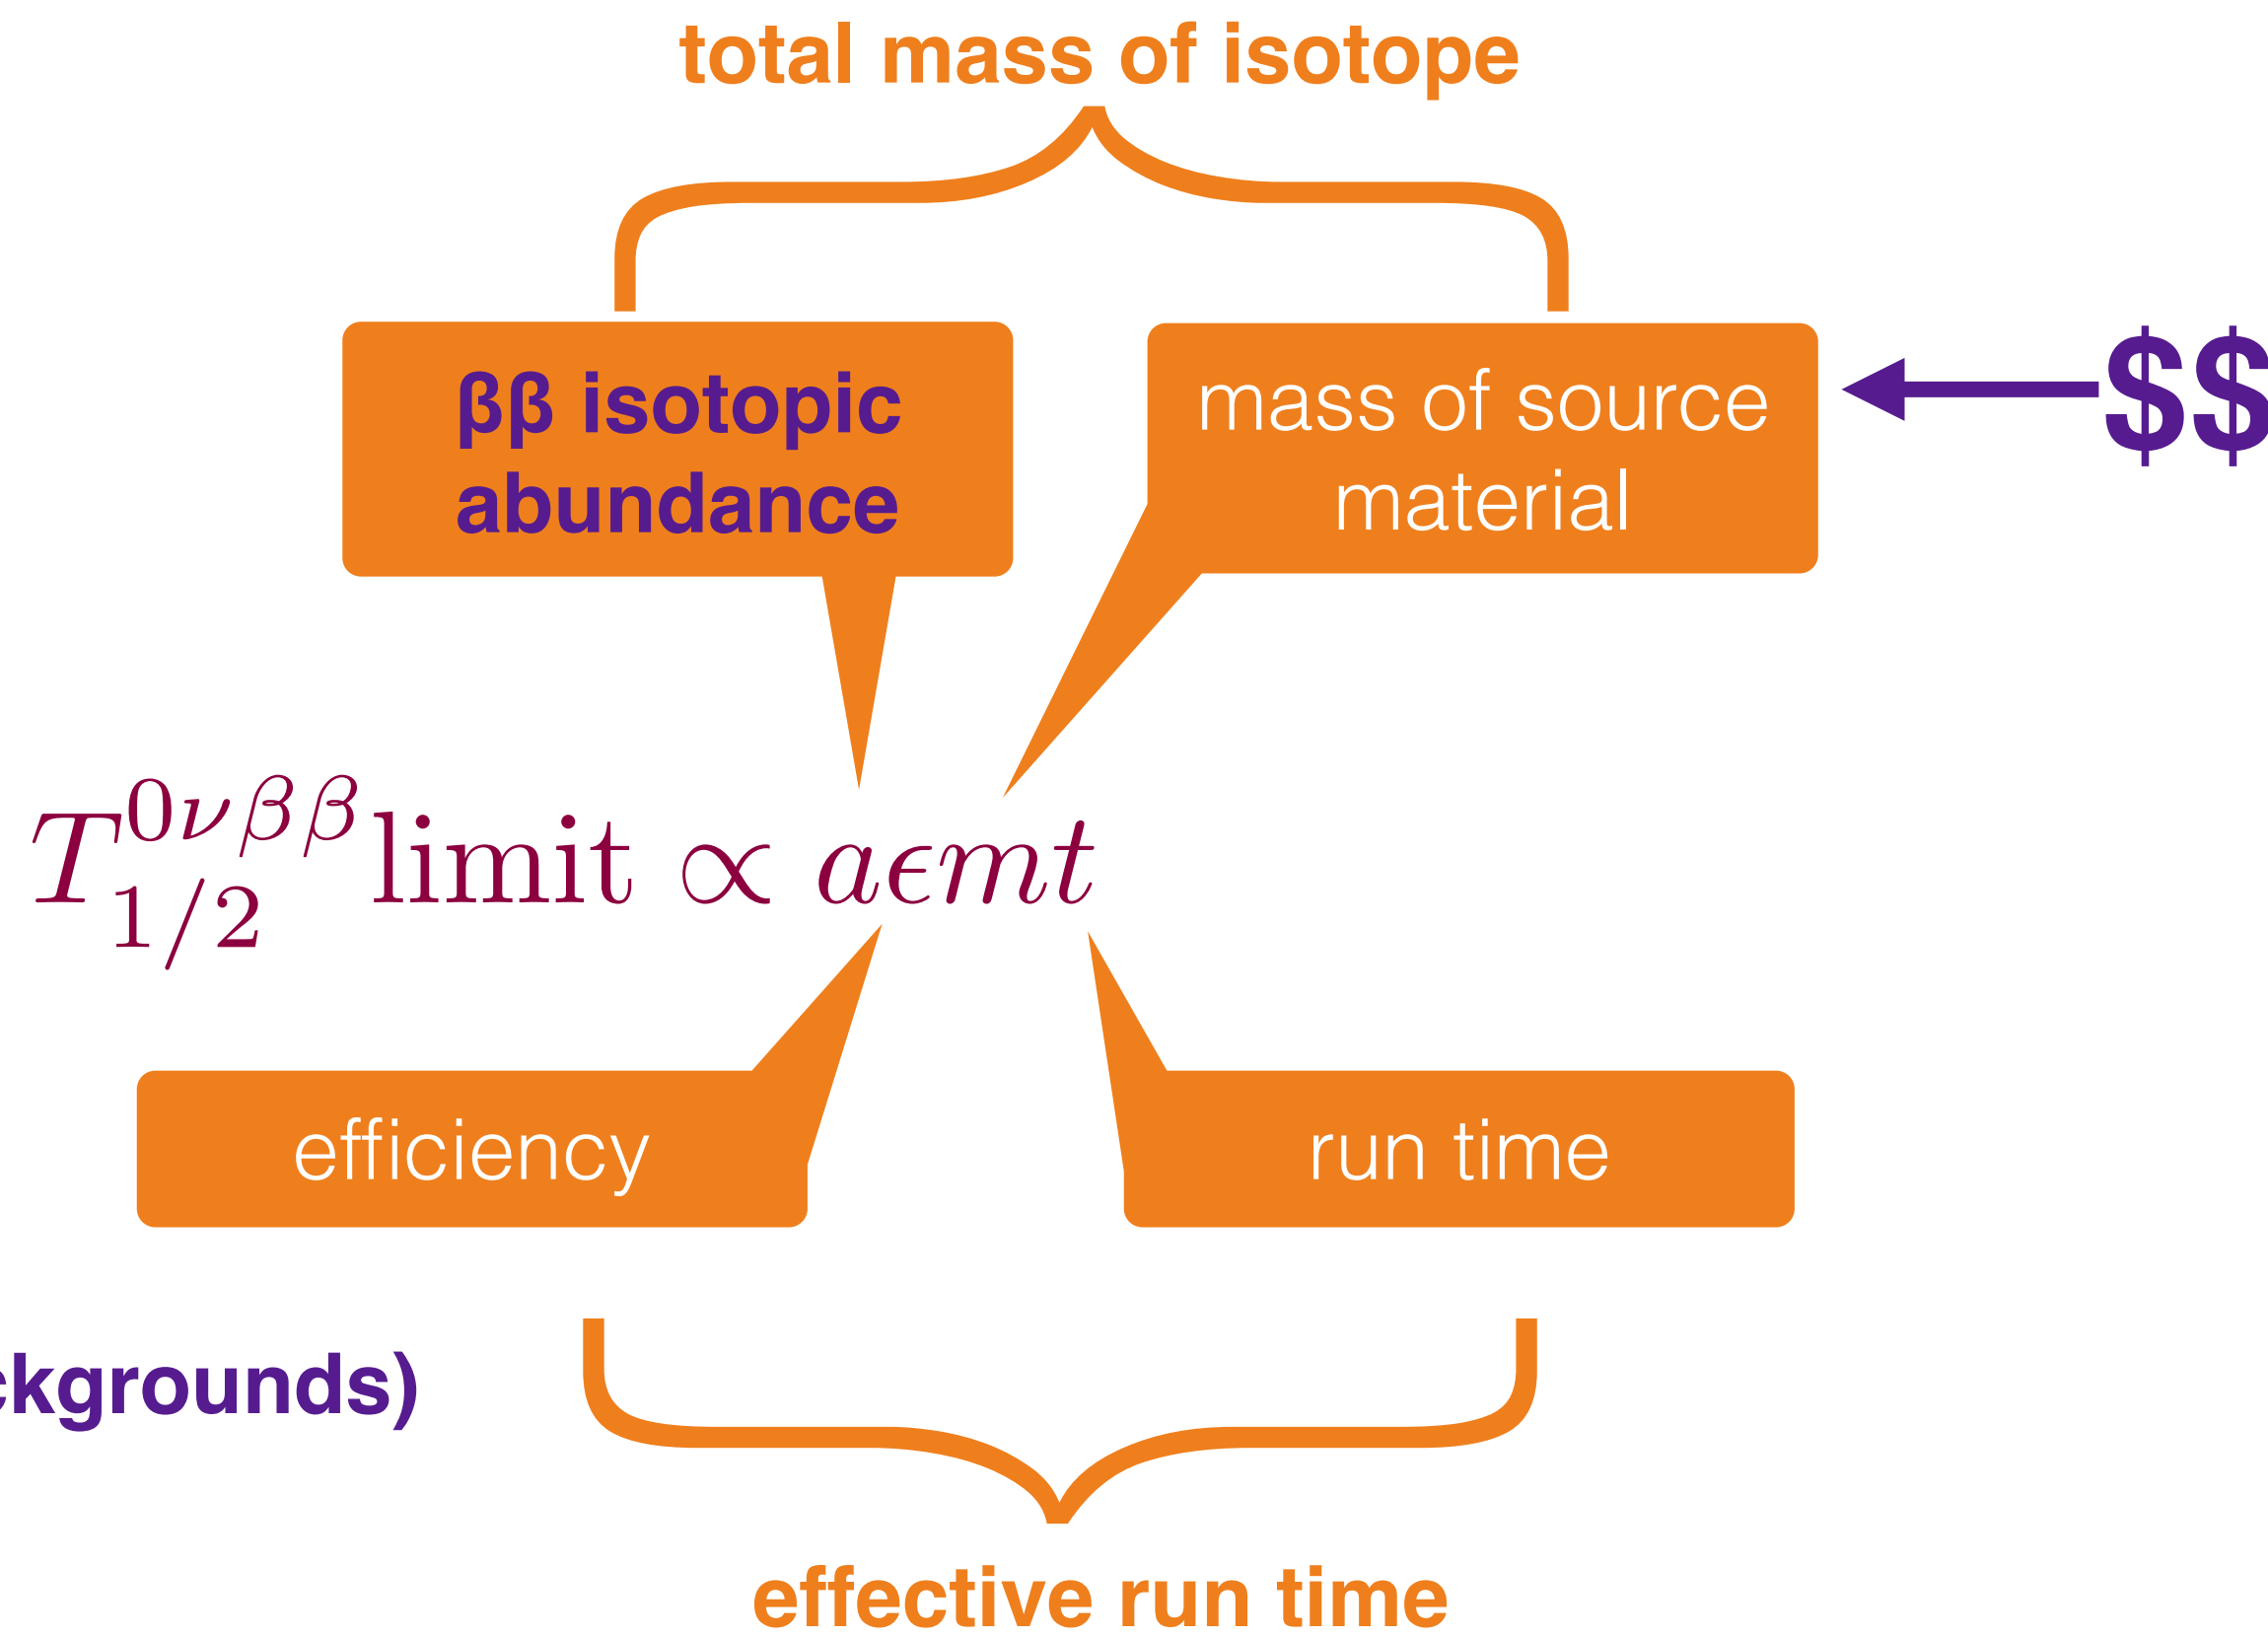 total mass of isotope
ββ isotopic
abundance
mass of source
material
$$
T^{0νββ}_{1/2} limit ∝ aϵmt
efficiency
run time
ckgrounds)
effective run time